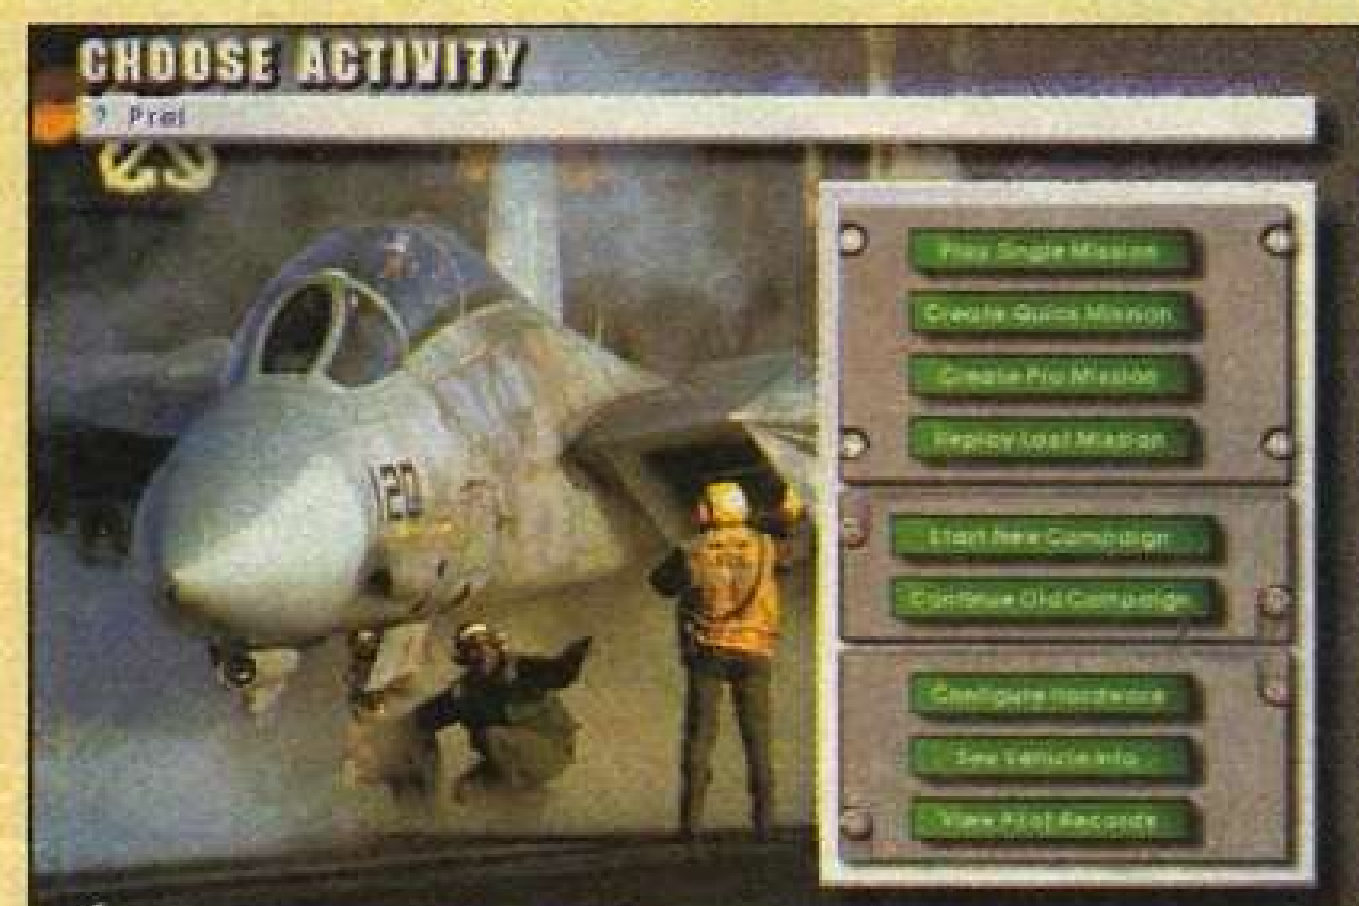 CHOOSE ACTIVITY
? Pref
Play Single Mission
Create Quick Mission
Create Pro Mission
Replay Last Mission
120
Start New Campaign
Continue Old Campaign
Configure Hardware
See Vehicle Info
View Pilot Records